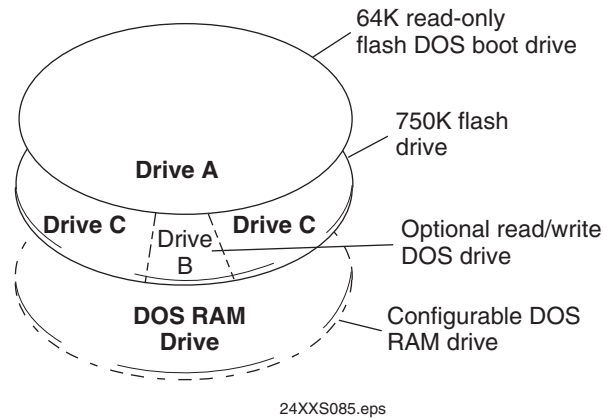 64K read-only
flash DOS boot drive
750K flash
drive
Drive A
Drive C
Drive C
Drive
B
Optional read/write
DOS drive
DOS RAM
Drive
Configurable DOS
RAM drive
24XXS085.eps